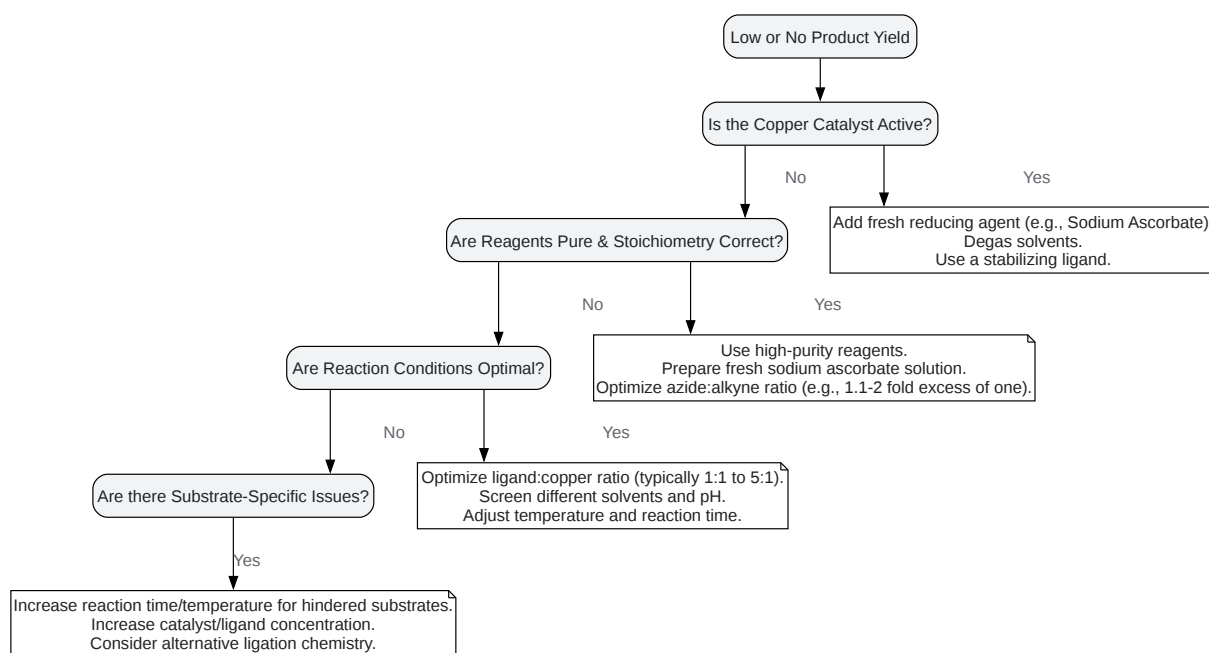 Low or No Product Yield
Is the Copper Catalyst Active?
No
Yes
Add fresh reducing agent (e.g., Sodium Ascorbate)
Degas solvents.
Use a stabilizing ligand.
Are Reagents Pure & Stoichiometry Correct?
No
Yes
Use high-purity reagents.
Prepare fresh sodium ascorbate solution.
Optimize azide:alkyne ratio (e.g., 1.1-2 fold excess of one).
Are Reaction Conditions Optimal?
No
Yes
Optimize ligand:copper ratio (typically 1:1 to 5:1).
Screen different solvents and pH.
Adjust temperature and reaction time.
Are there Substrate-Specific Issues?
Yes
Increase reaction time/temperature for hindered substrates.
Increase catalyst/ligand concentration.
Consider alternative ligation chemistry.